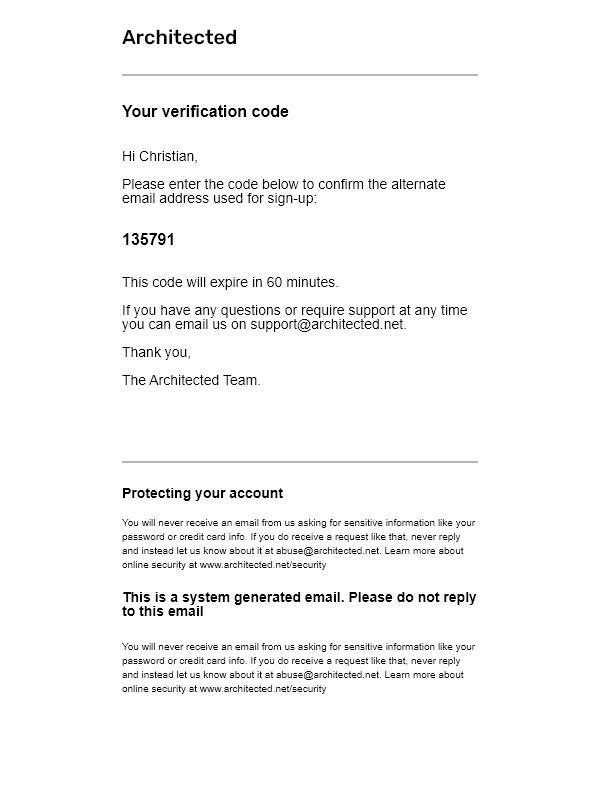 Architected
Your verification code
Hi Christian,
Please enter the code below to confirm the alternate
email address used for sign-up:
135791
This code will expire in 60 minutes.
If you have any questions or require support at any time
you can email us on support@architected.net.
Thank you,
The Architected Team.
Protecting your account
You will never receive an email from us asking for sensitive information like your
password or credit card info. If you do receive a request like that, never reply
and instead let us know about it at abuse@architected.net. Learn more about
online security at www.architected.net/security
This is a system generated email. Please do not reply
to this email
You will never receive an email from us asking for sensitive information like your
password or credit card info. If you do receive a request like that, never reply
and instead let us know about it at abuse@architected.net. Learn more about
online security at www.architected.net/security